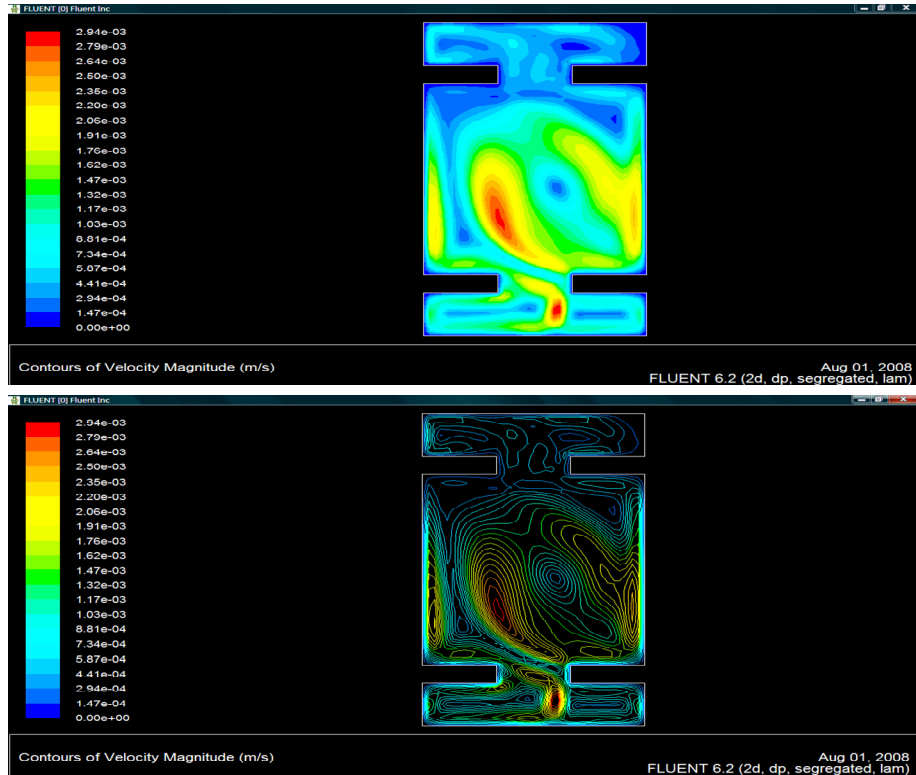 FLUENT [0] Fluent Inc
2.94e-03
2.79e-03
2.64e-03
2.50e-03
2.35e-03
2.20e-03
2.06e-03
1.91e-03
1.76e-03
1.62e-03
1.47e-03
1.32e-03
1.17e-03
1.03e-03
8.81e-04
7.34e-04
5.87e-04
4.41e-04
2.94e-04
1.47e-04
0.00e+00
Contours of Velocity Magnitude (m/s)
Aug 01, 2008
FLUENT 6.2 (2d, dp, segregated, lam)
FLUENT [0] Fluent Inc
2.94e-03
2.79e-03
2.64e-03
2.50e-03
2.35e-03
2.20e-03
2.06e-03
1.91e-03
1.76e-03
1.62e-03
1.47e-03
1.32e-03
1.17e-03
1.03e-03
8.81e-04
7.34e-04
5.87e-04
4.41e-04
2.94e-04
1.47e-04
0.00e+00
Contours of Velocity Magnitude (m/s)
Aug 01, 2008
FLUENT 6.2 (2d, dp, segregated, lam)